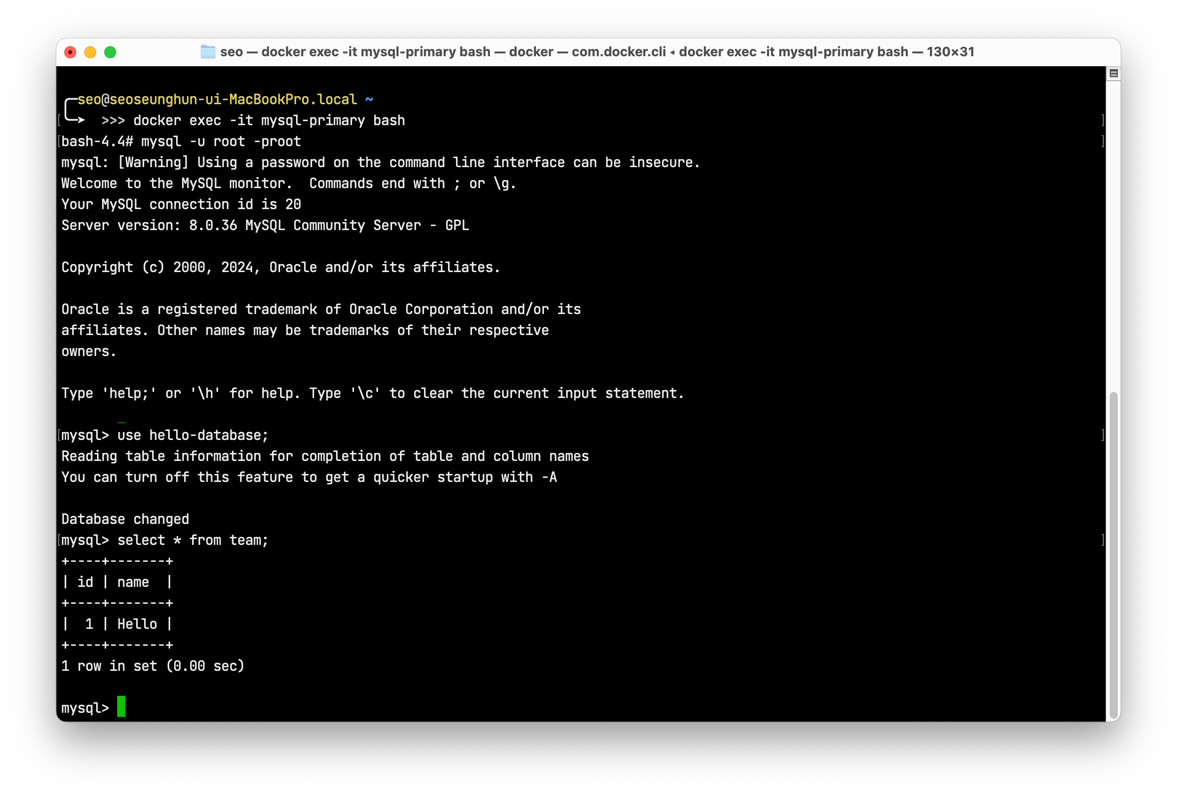 seo — docker exec -it mysql-primary bash — docker — com.docker.cli ◂ docker exec -it mysql-primary bash — 130×31
seo@seoseunghun-ui-MacBookPro.local ~
>>> docker exec -it mysql-primary bash
bash-4.4# mysql -u root -proot
mysql: [Warning] Using a password on the command line interface can be insecure.
Welcome to the MySQL monitor.  Commands end with ; or \g.
Your MySQL connection id is 20
Server version: 8.0.36 MySQL Community Server - GPL
Copyright (c) 2000, 2024, Oracle and/or its affiliates.
Oracle is a registered trademark of Oracle Corporation and/or its
affiliates. Other names may be trademarks of their respective
owners.
Type 'help;' or '\h' for help. Type '\c' to clear the current input statement.
mysql> use hello-database;
Reading table information for completion of table and column names
You can turn off this feature to get a quicker startup with -A
Database changed
mysql> select * from team;
+----+-------+
| id | name  |
+----+-------+
|  1 | Hello |
+----+-------+
1 row in set (0.00 sec)
mysql>